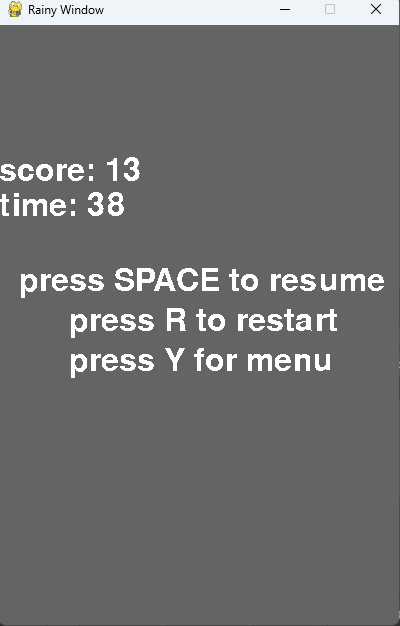 Rainy Window
score: 13
time: 38
press SPACE to resume
press R to restart
press Y for menu